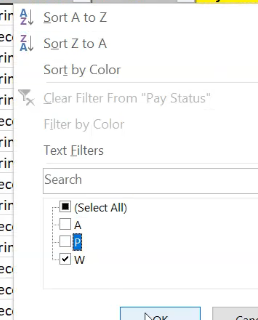 Sort A to Z
Sort Z to A
Sort by Color
Clear Filter From "Pay Status"
Filter by Color
Text Filters
Search
(Select All)
A
P
W
OK